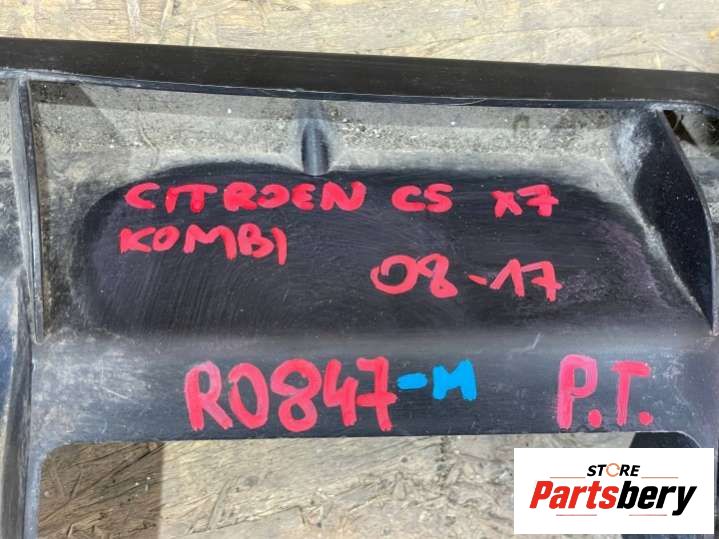 CITROEN C5 X7
KOMBI
08-17
R0847-M P.T.
STORE
Partsbery